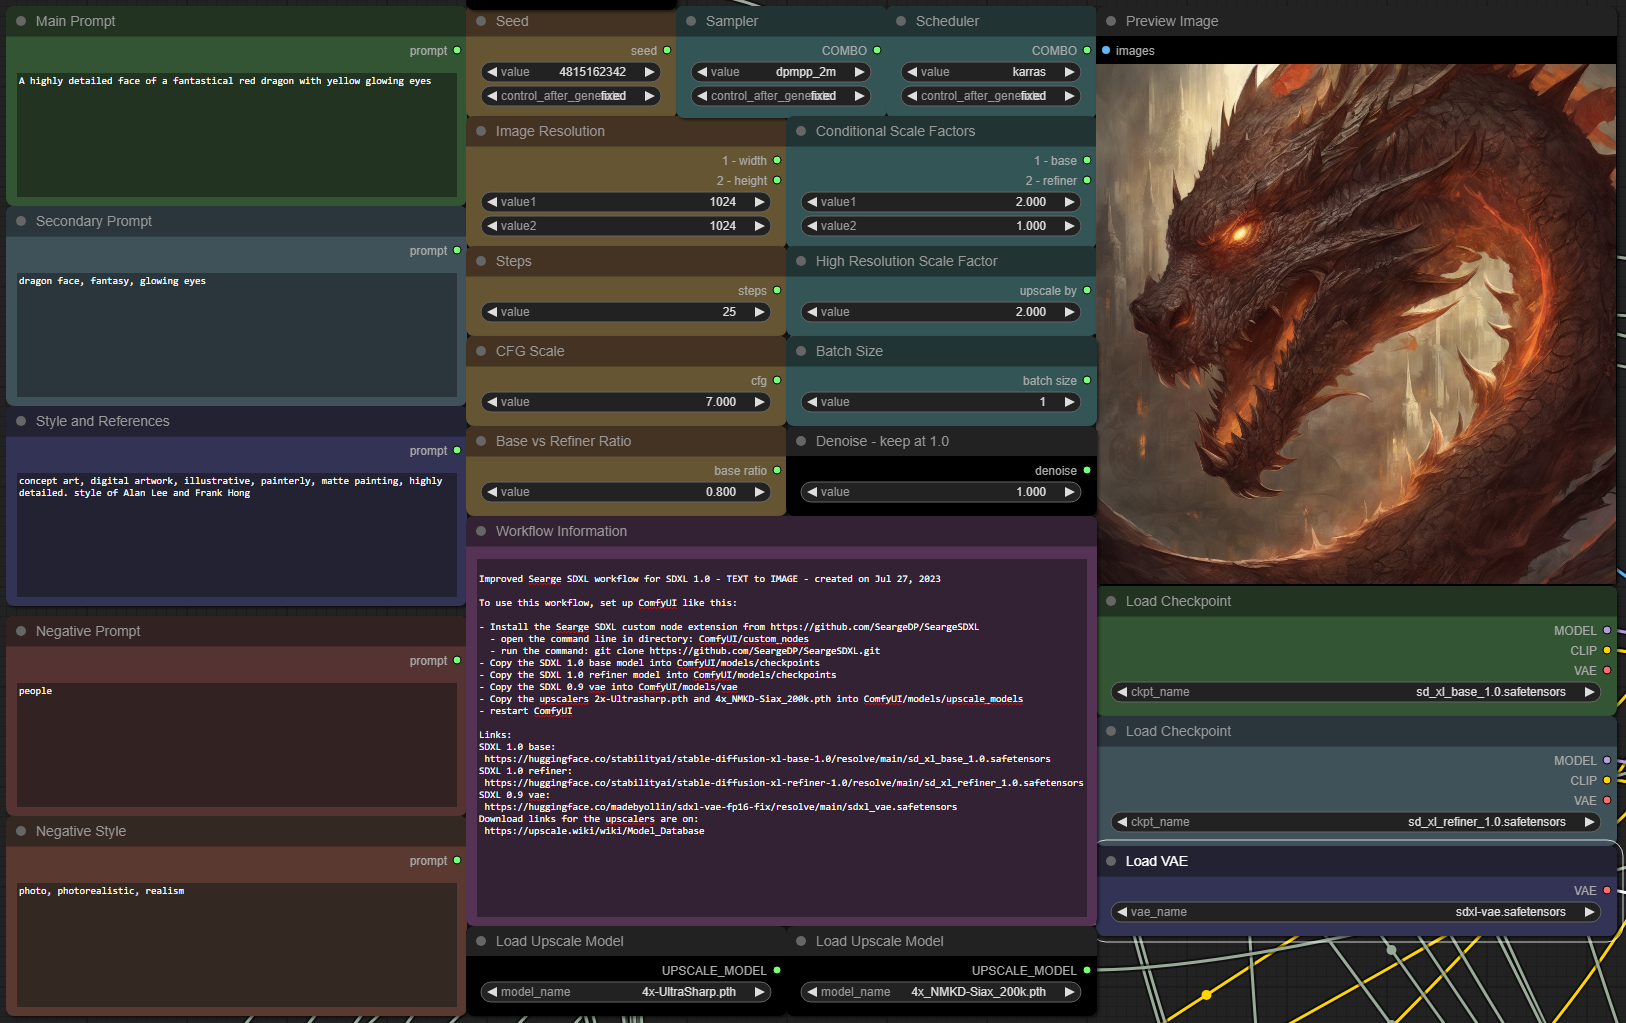 Main Prompt
prompt
A highly detailed face of a fantastical red dragon with yellow glowing eyes
Secondary Prompt
prompt
dragon face, fantasy, glowing eyes
Style and References
prompt
concept art, digital artwork, illustrative, painterly, matte painting, highly
detailed. style of Alan Lee and Frank Hong
Negative Prompt
prompt
people
Negative Style
prompt
photo, photorealistic, realism
Seed
seed
value 4815162342
control_after_gene fixed
Sampler
COMBO
value dpmpp_2m
control_after_gene fixed
Scheduler
COMBO
value karras
control_after_gene fixed
Image Resolution
1 - width
2 - height
value1 1024
value2 1024
Conditional Scale Factors
1 - base
2 - refiner
value1 2.000
value2 1.000
Steps
steps
value 25
High Resolution Scale Factor
upscale by
value 2.000
CFG Scale
cfg
value 7.000
Batch Size
batch size
value 1
Base vs Refiner Ratio
base ratio
value 0.800
Denoise - keep at 1.0
denoise
value 1.000
Workflow Information
Improved Searge SDXL workflow for SDXL 1.0 - TEXT to IMAGE - created on Jul 27, 2023
To use this workflow, set up ComfyUI like this:
- Install the Searge SDXL custom node extension from https://github.com/SeargeDP/SeargeSDXL
- open the command line in directory: ComfyUI/custom_nodes
- run the command: git clone https://github.com/SeargeDP/SeargeSDXL.git
- Copy the SDXL 1.0 base model into ComfyUI/models/checkpoints
- Copy the SDXL 1.0 refiner model into ComfyUI/models/checkpoints
- Copy the SDXL 0.9 vae into ComfyUI/models/vae
- Copy the upscalers 2x-Ultrasharp.pth and 4x_NMKD-Siax_200k.pth into ComfyUI/models/upscale_models
- restart ComfyUI
Links:
SDXL 1.0 base:
https://huggingface.co/stabilityai/stable-diffusion-xl-base-1.0/resolve/main/sd_xl_base_1.0.safetensors
SDXL 1.0 refiner:
https://huggingface.co/stabilityai/stable-diffusion-xl-refiner-1.0/resolve/main/sd_xl_refiner_1.0.safetensors
SDXL 0.9 vae:
https://huggingface.co/madebyollin/sdxl-vae-fp16-fix/resolve/main/sdxl_vae.safetensors
Download links for the upscalers are on:
https://upscale.wiki/wiki/Model_Database
Load Upscale Model
UPSCALE_MODEL
model_name 4x-UltraSharp.pth
Load Upscale Model
UPSCALE_MODEL
model_name 4x_NMKD-Siax_200k.pth
Preview Image
images
Load Checkpoint
MODEL
CLIP
VAE
ckpt_name sd_xl_base_1.0.safetensors
Load Checkpoint
MODEL
CLIP
VAE
ckpt_name sd_xl_refiner_1.0.safetensors
Load VAE
VAE
vae_name sdxl-vae.safetensors